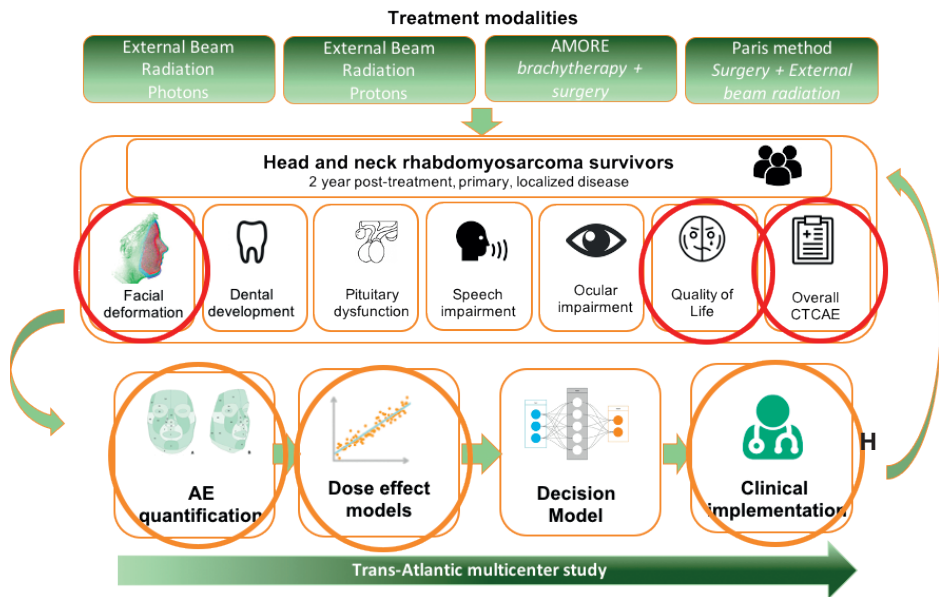 Treatment modalities
External Beam
Radiation
Photons
External Beam
Radiation
Protons
AMORE
brachytherapy +
surgery
Paris method
Surgery + External
beam radiation
Head and neck rhabdomyosarcoma survivors
2 year post-treatment, primary, localized disease
Facial
deformation
Dental
development
Pituitary
dysfunction
Speech
impairment
Ocular
impairment
Quality of
Life
Overall
CTCAE
AE
quantification
Dose effect
models
Decision
Model
H
Clinical
implementation
Trans-Atlantic multicenter study